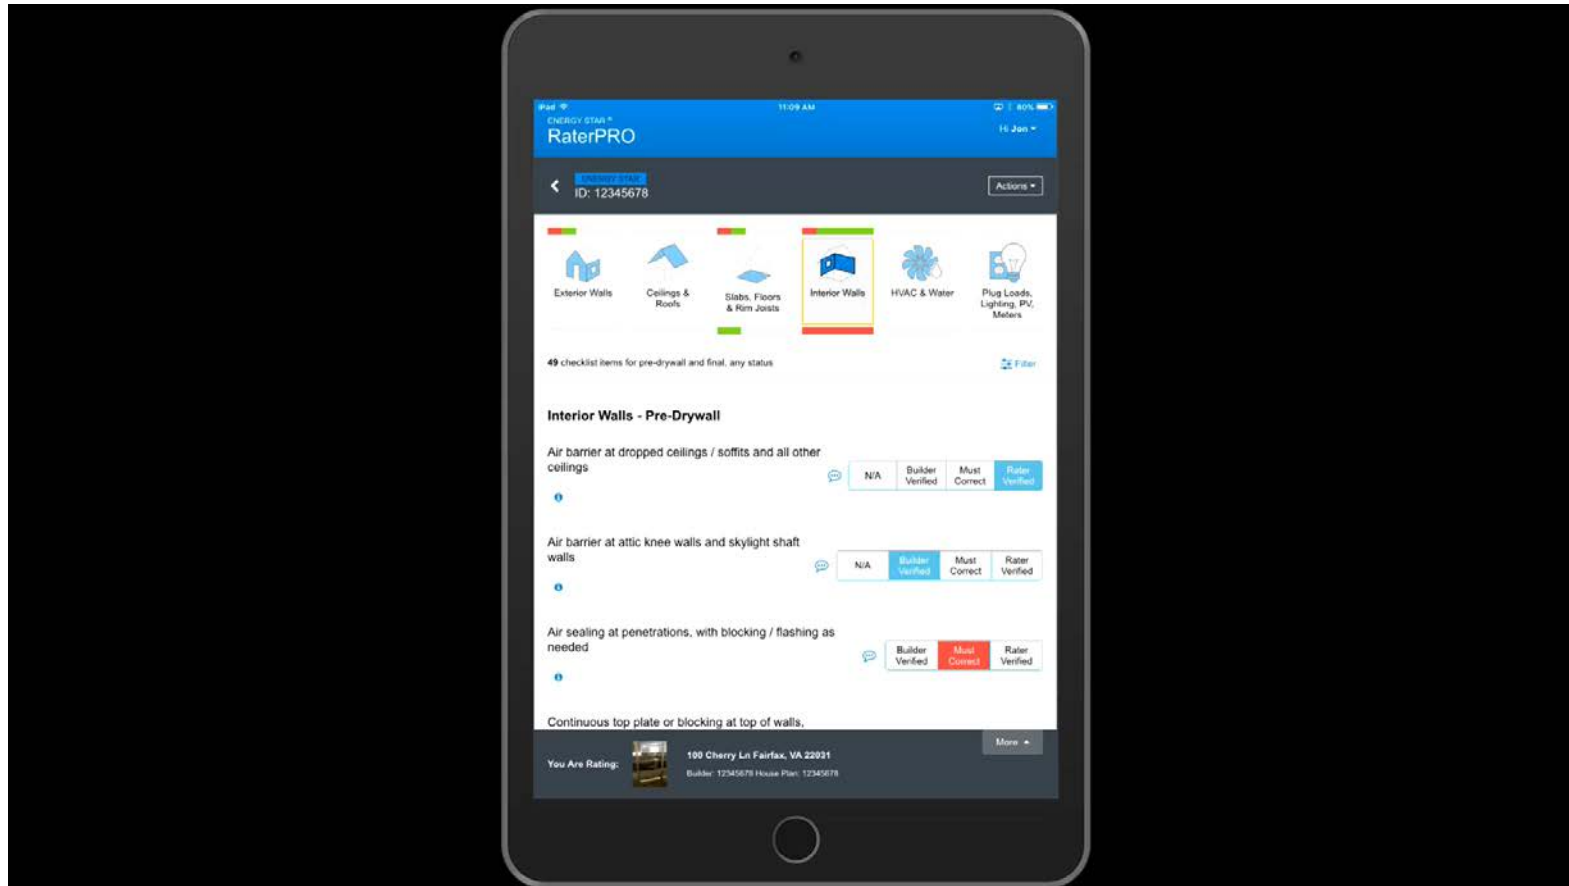 iPad
11:09 AM
80%
ENERGY STAR ®
RaterPRO
Hi Jon
ENERGY STAR
ID: 12345678
Actions
Exterior Walls
Ceilings &
Roofs
Slabs, Floors
& Rim Joists
Interior Walls
HVAC & Water
Plug Loads,
Lighting, PV,
Meters
49 checklist items for pre-drywall and final, any status
Filter
Interior Walls - Pre-Drywall
Air barrier at dropped ceilings / soffits and all other
ceilings
N/A
Builder
Verified
Must
Correct
Rater
Verified
Air barrier at attic knee walls and skylight shaft
walls
N/A
Builder
Verified
Must
Correct
Rater
Verified
Air sealing at penetrations, with blocking / flashing as
needed
Builder
Verified
Must
Correct
Rater
Verified
Continuous top plate or blocking at top of walls,
More
You Are Rating:
100 Cherry Ln Fairfax, VA 22031
Builder: 12345678 House Plan: 12345678